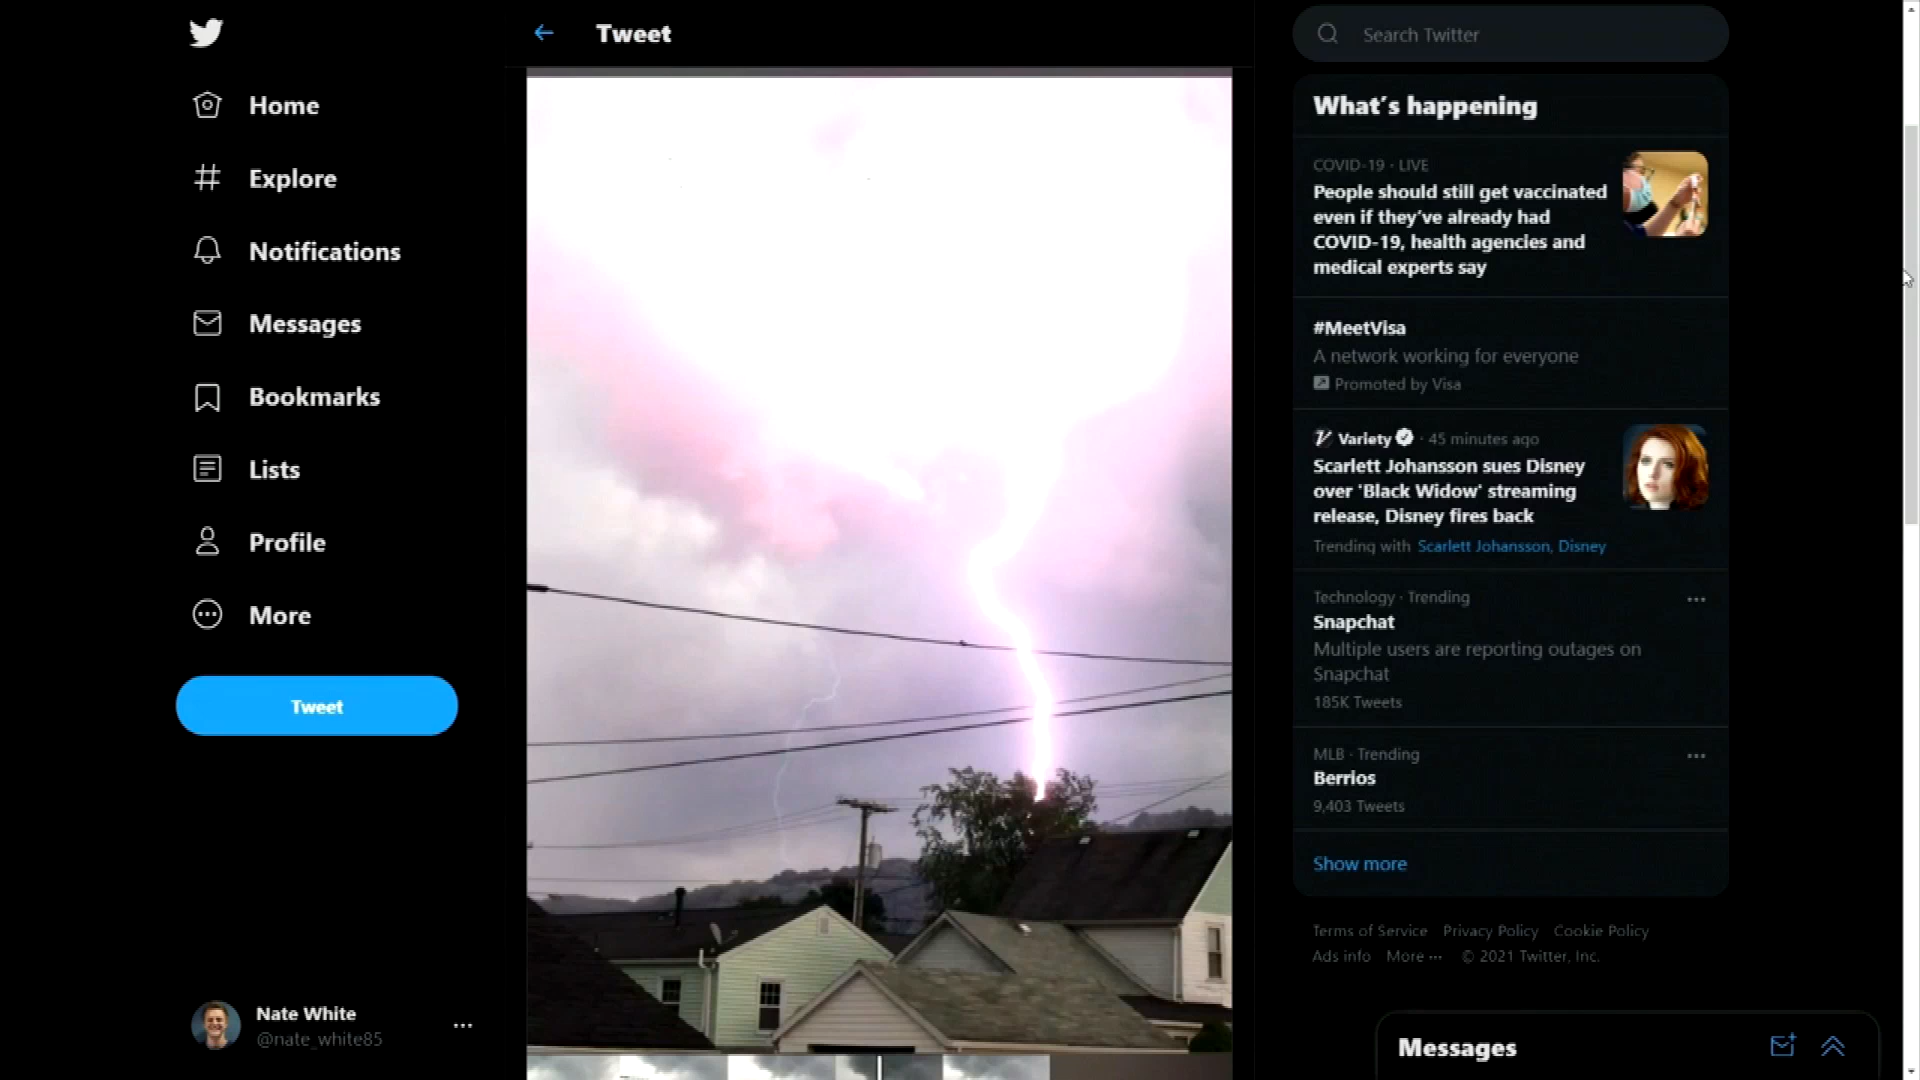 Tweet
Home
Explore
Notifications
Messages
Bookmarks
Lists
Profile
More
Tweet
Nate White
@nate_white85
Search Twitter
What's happening
COVID-19 · LIVE
People should still get vaccinated
even if they've already had
COVID-19, health agencies and
medical experts say
#MeetVisa
A network working for everyone
Promoted by Visa
Variety · 45 minutes ago
Scarlett Johansson sues Disney
over 'Black Widow' streaming
release, Disney fires back
Trending with Scarlett Johansson, Disney
Technology · Trending
Snapchat
Multiple users are reporting outages on
Snapchat
185K Tweets
MLB · Trending
Berrios
9,403 Tweets
Show more
Terms of Service Privacy Policy Cookie Policy
Ads info More ··· © 2021 Twitter, Inc.
Messages